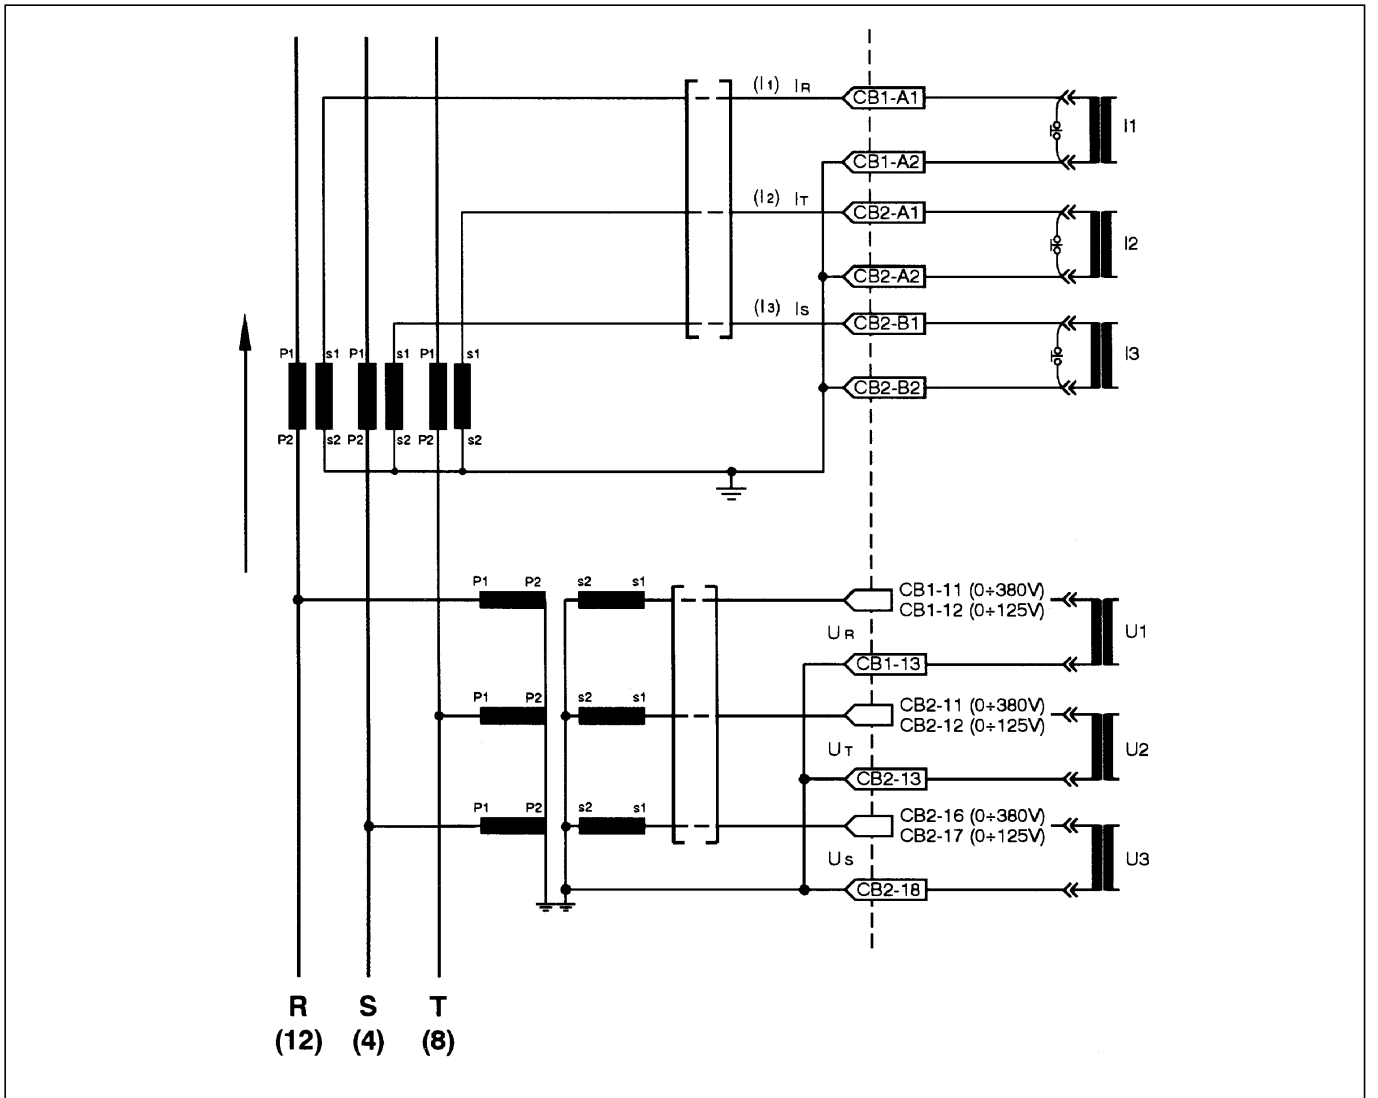 (I1) IR CB1-A1
I1
CB1-A2
(I2) IT CB2-A1
I2
CB2-A2
(I3) IS CB2-B1
I3
P1 s1 P1 s1 P1 s1
CB2-B2
P2 s2 P2 s2 P2 s2
P1 P2 s2 s1 CB1-11 (0÷380V)
CB1-12 (0÷125V)
UR U1
CB1-13
P1 P2 s2 s1 CB2-11 (0÷380V)
CB2-12 (0÷125V)
UT U2
CB2-13
P1 P2 s2 s1 CB2-16 (0÷380V)
CB2-17 (0÷125V)
US U3
CB2-18
R S T
(12) (4) (8)